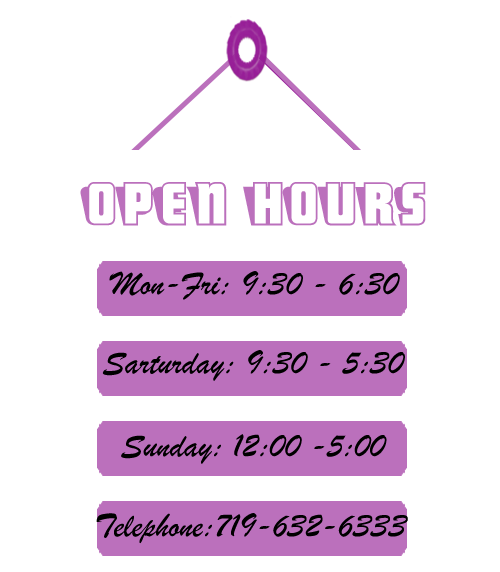 OPEN HOURS
Mon-Fri: 9:30 - 6:30
Sarturday: 9:30 - 5:30
Sunday: 12:00 -5:00
Telephone:719-632-6333